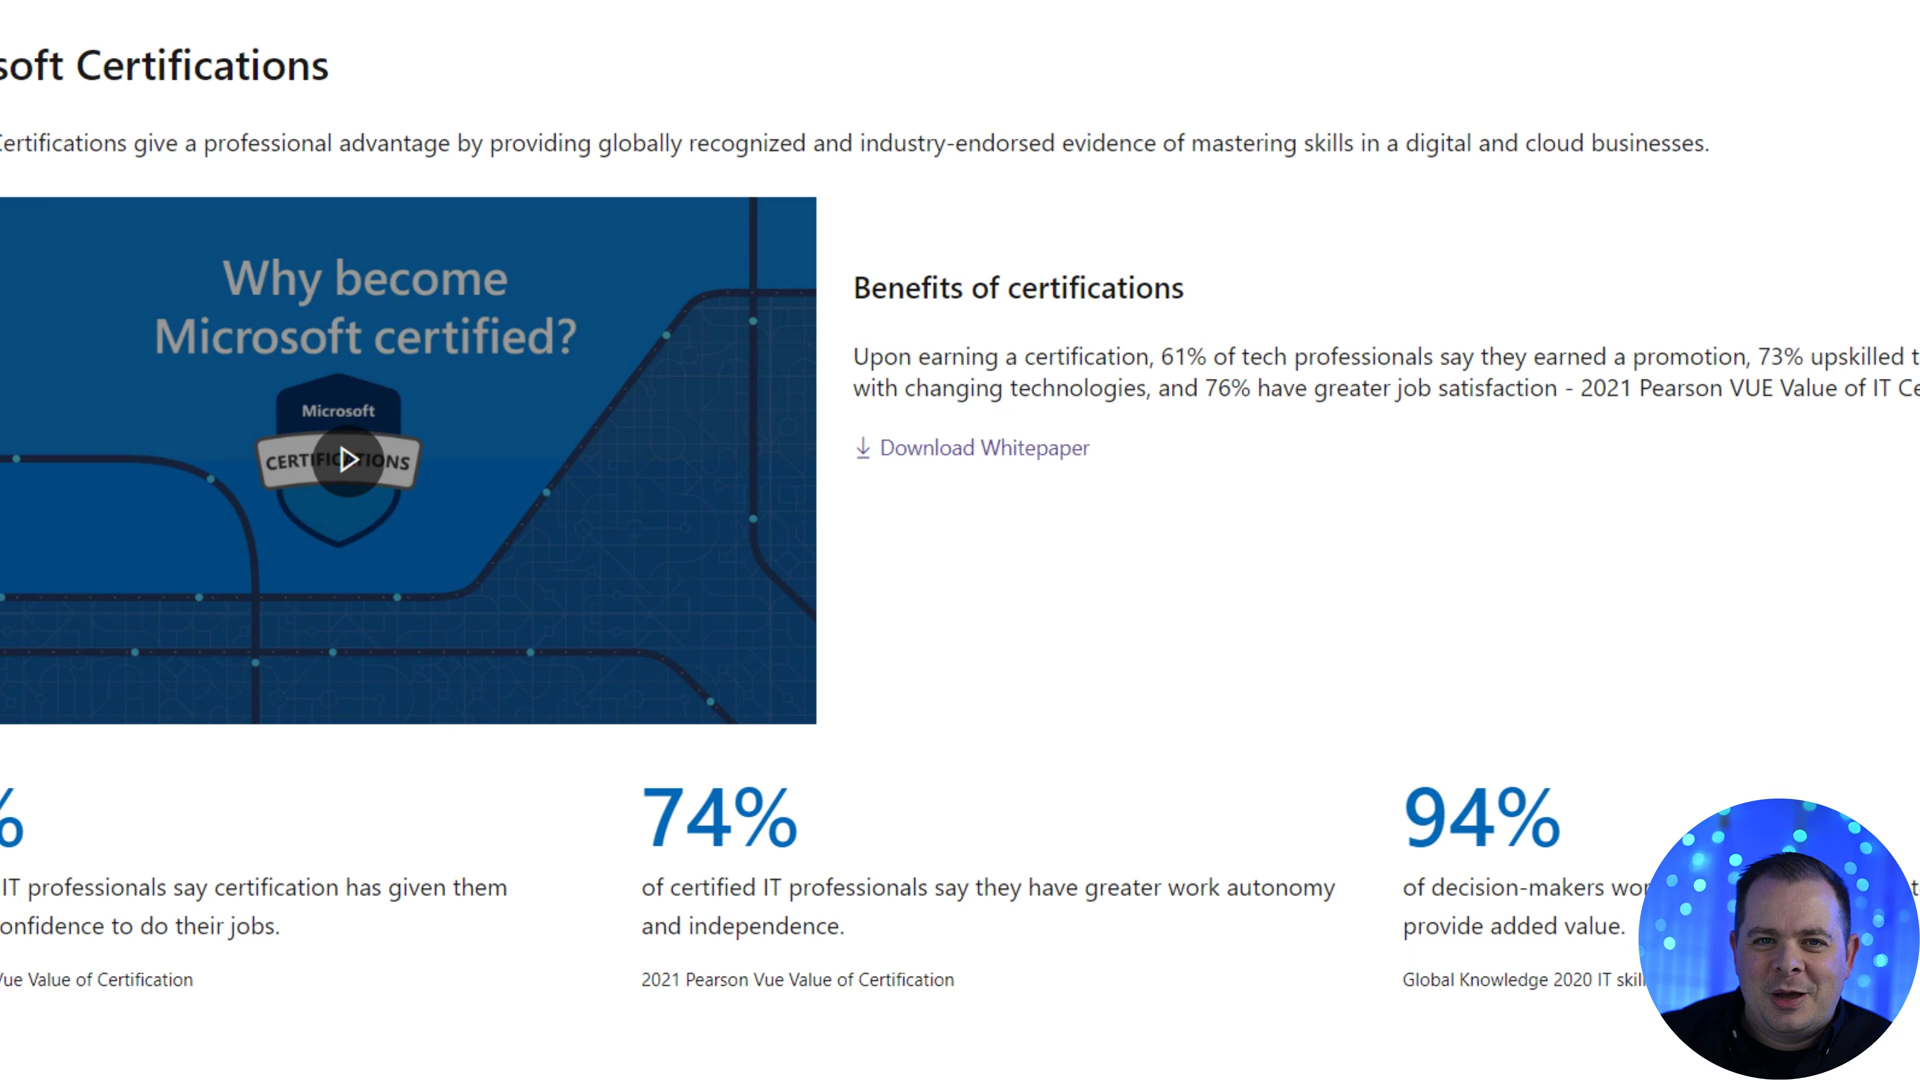 soft Certifications
Certifications give a professional advantage by providing globally recognized and industry-endorsed evidence of mastering skills in a digital and cloud businesses.
Why become
Microsoft certified?
Microsoft
CERTIFICATIONS
Benefits of certifications
Upon earning a certification, 61% of tech professionals say they earned a promotion, 73% upskilled t
with changing technologies, and 76% have greater job satisfaction - 2021 Pearson VUE Value of IT Ce
Download Whitepaper
%
74%
94%
IT professionals say certification has given them
onfidence to do their jobs.
of certified IT professionals say they have greater work autonomy
and independence.
of decision-makers wor
provide added value.
Vue Value of Certification
2021 Pearson Vue Value of Certification
Global Knowledge 2020 IT skill